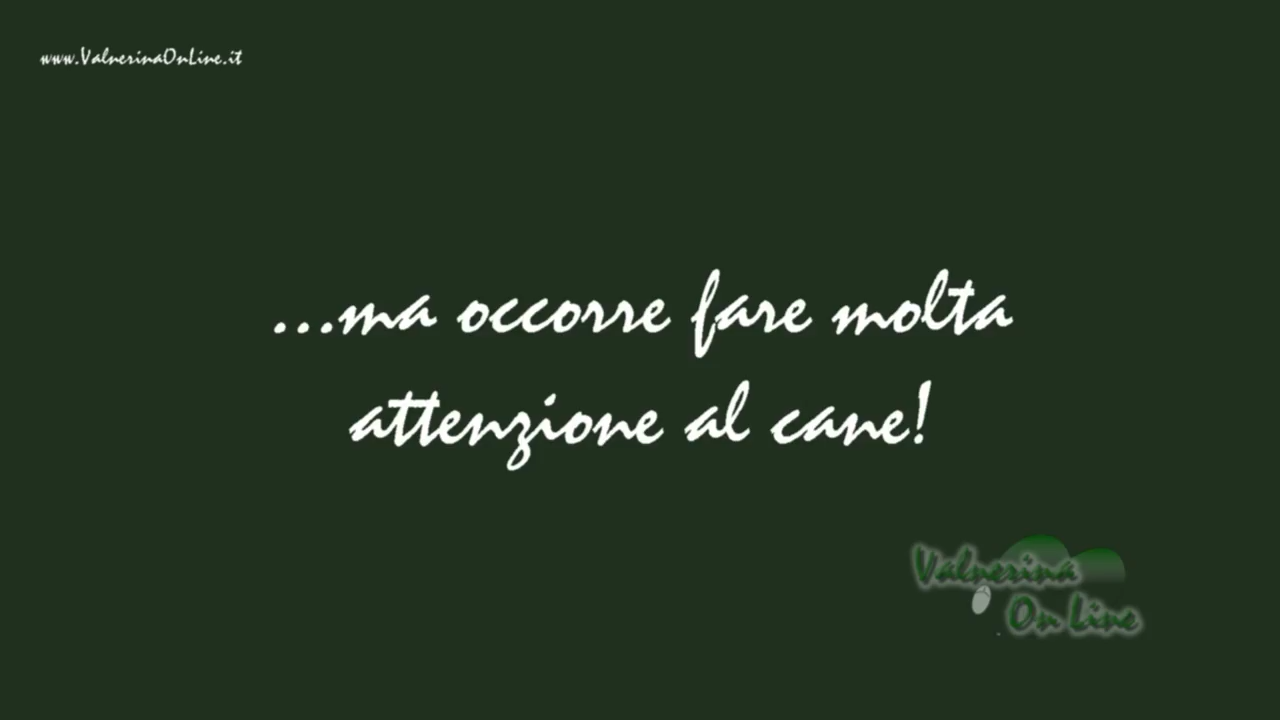 www.ValnerinaOnLine.it
...ma occorre fare molta
attenzione al cane!
Valnerina
On Line